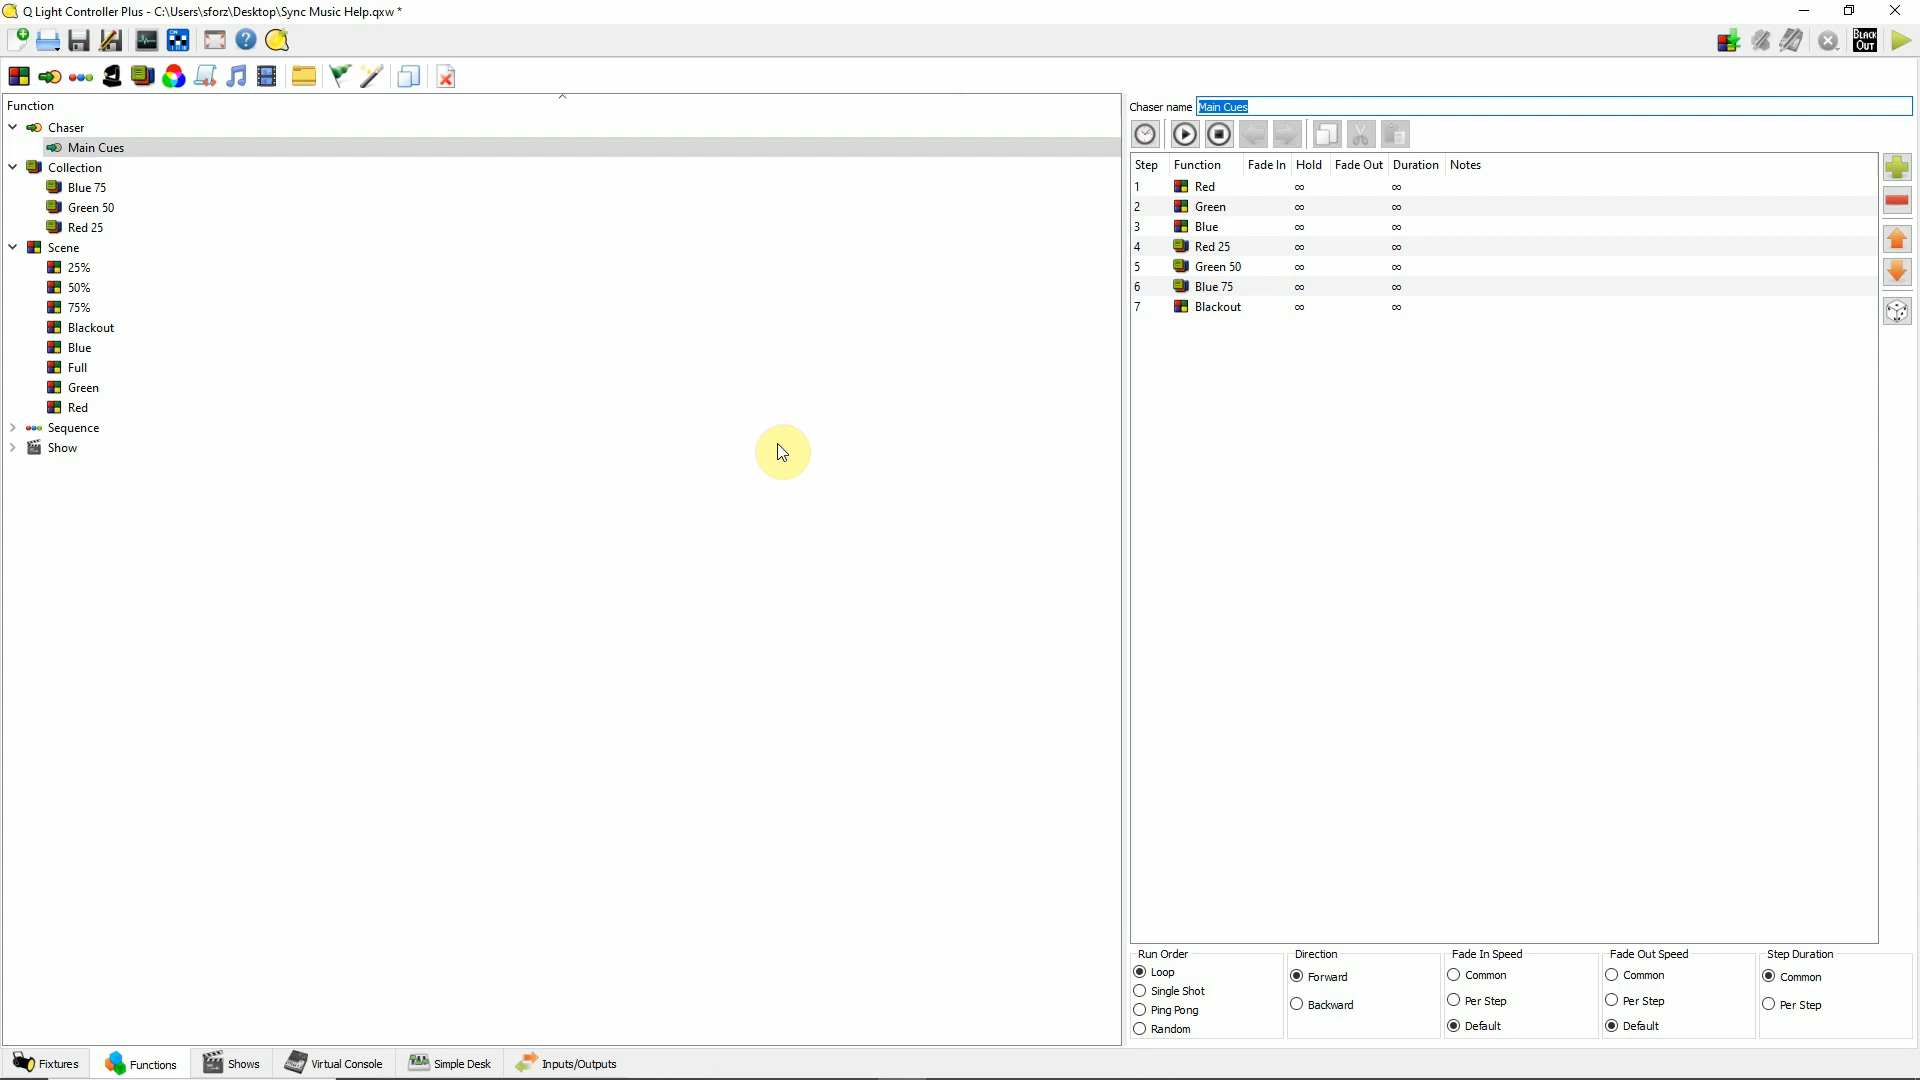 Q Light Controller Plus - C:\Users\sforz\Desktop\Sync Music Help.qxw *
ON
BLACK OUT
Function
Chaser
Main Cues
Collection
Blue 75
Green 50
Red 25
Scene
25%
50%
75%
Blackout
Blue
Full
Green
Red
Sequence
Show
Chaser name Main Cues
Step Function Fade In Hold Fade Out Duration Notes
1 Red ∞ ∞
2 Green ∞ ∞
3 Blue ∞ ∞
4 Red 25 ∞ ∞
5 Green 50 ∞ ∞
6 Blue 75 ∞ ∞
7 Blackout ∞ ∞
Run Order
Loop
Single Shot
Ping Pong
Random
Direction
Forward
Backward
Fade In Speed
Common
Per Step
Default
Fade Out Speed
Common
Per Step
Default
Step Duration
Common
Per Step
Fixtures Functions Shows Virtual Console Simple Desk Inputs/Outputs